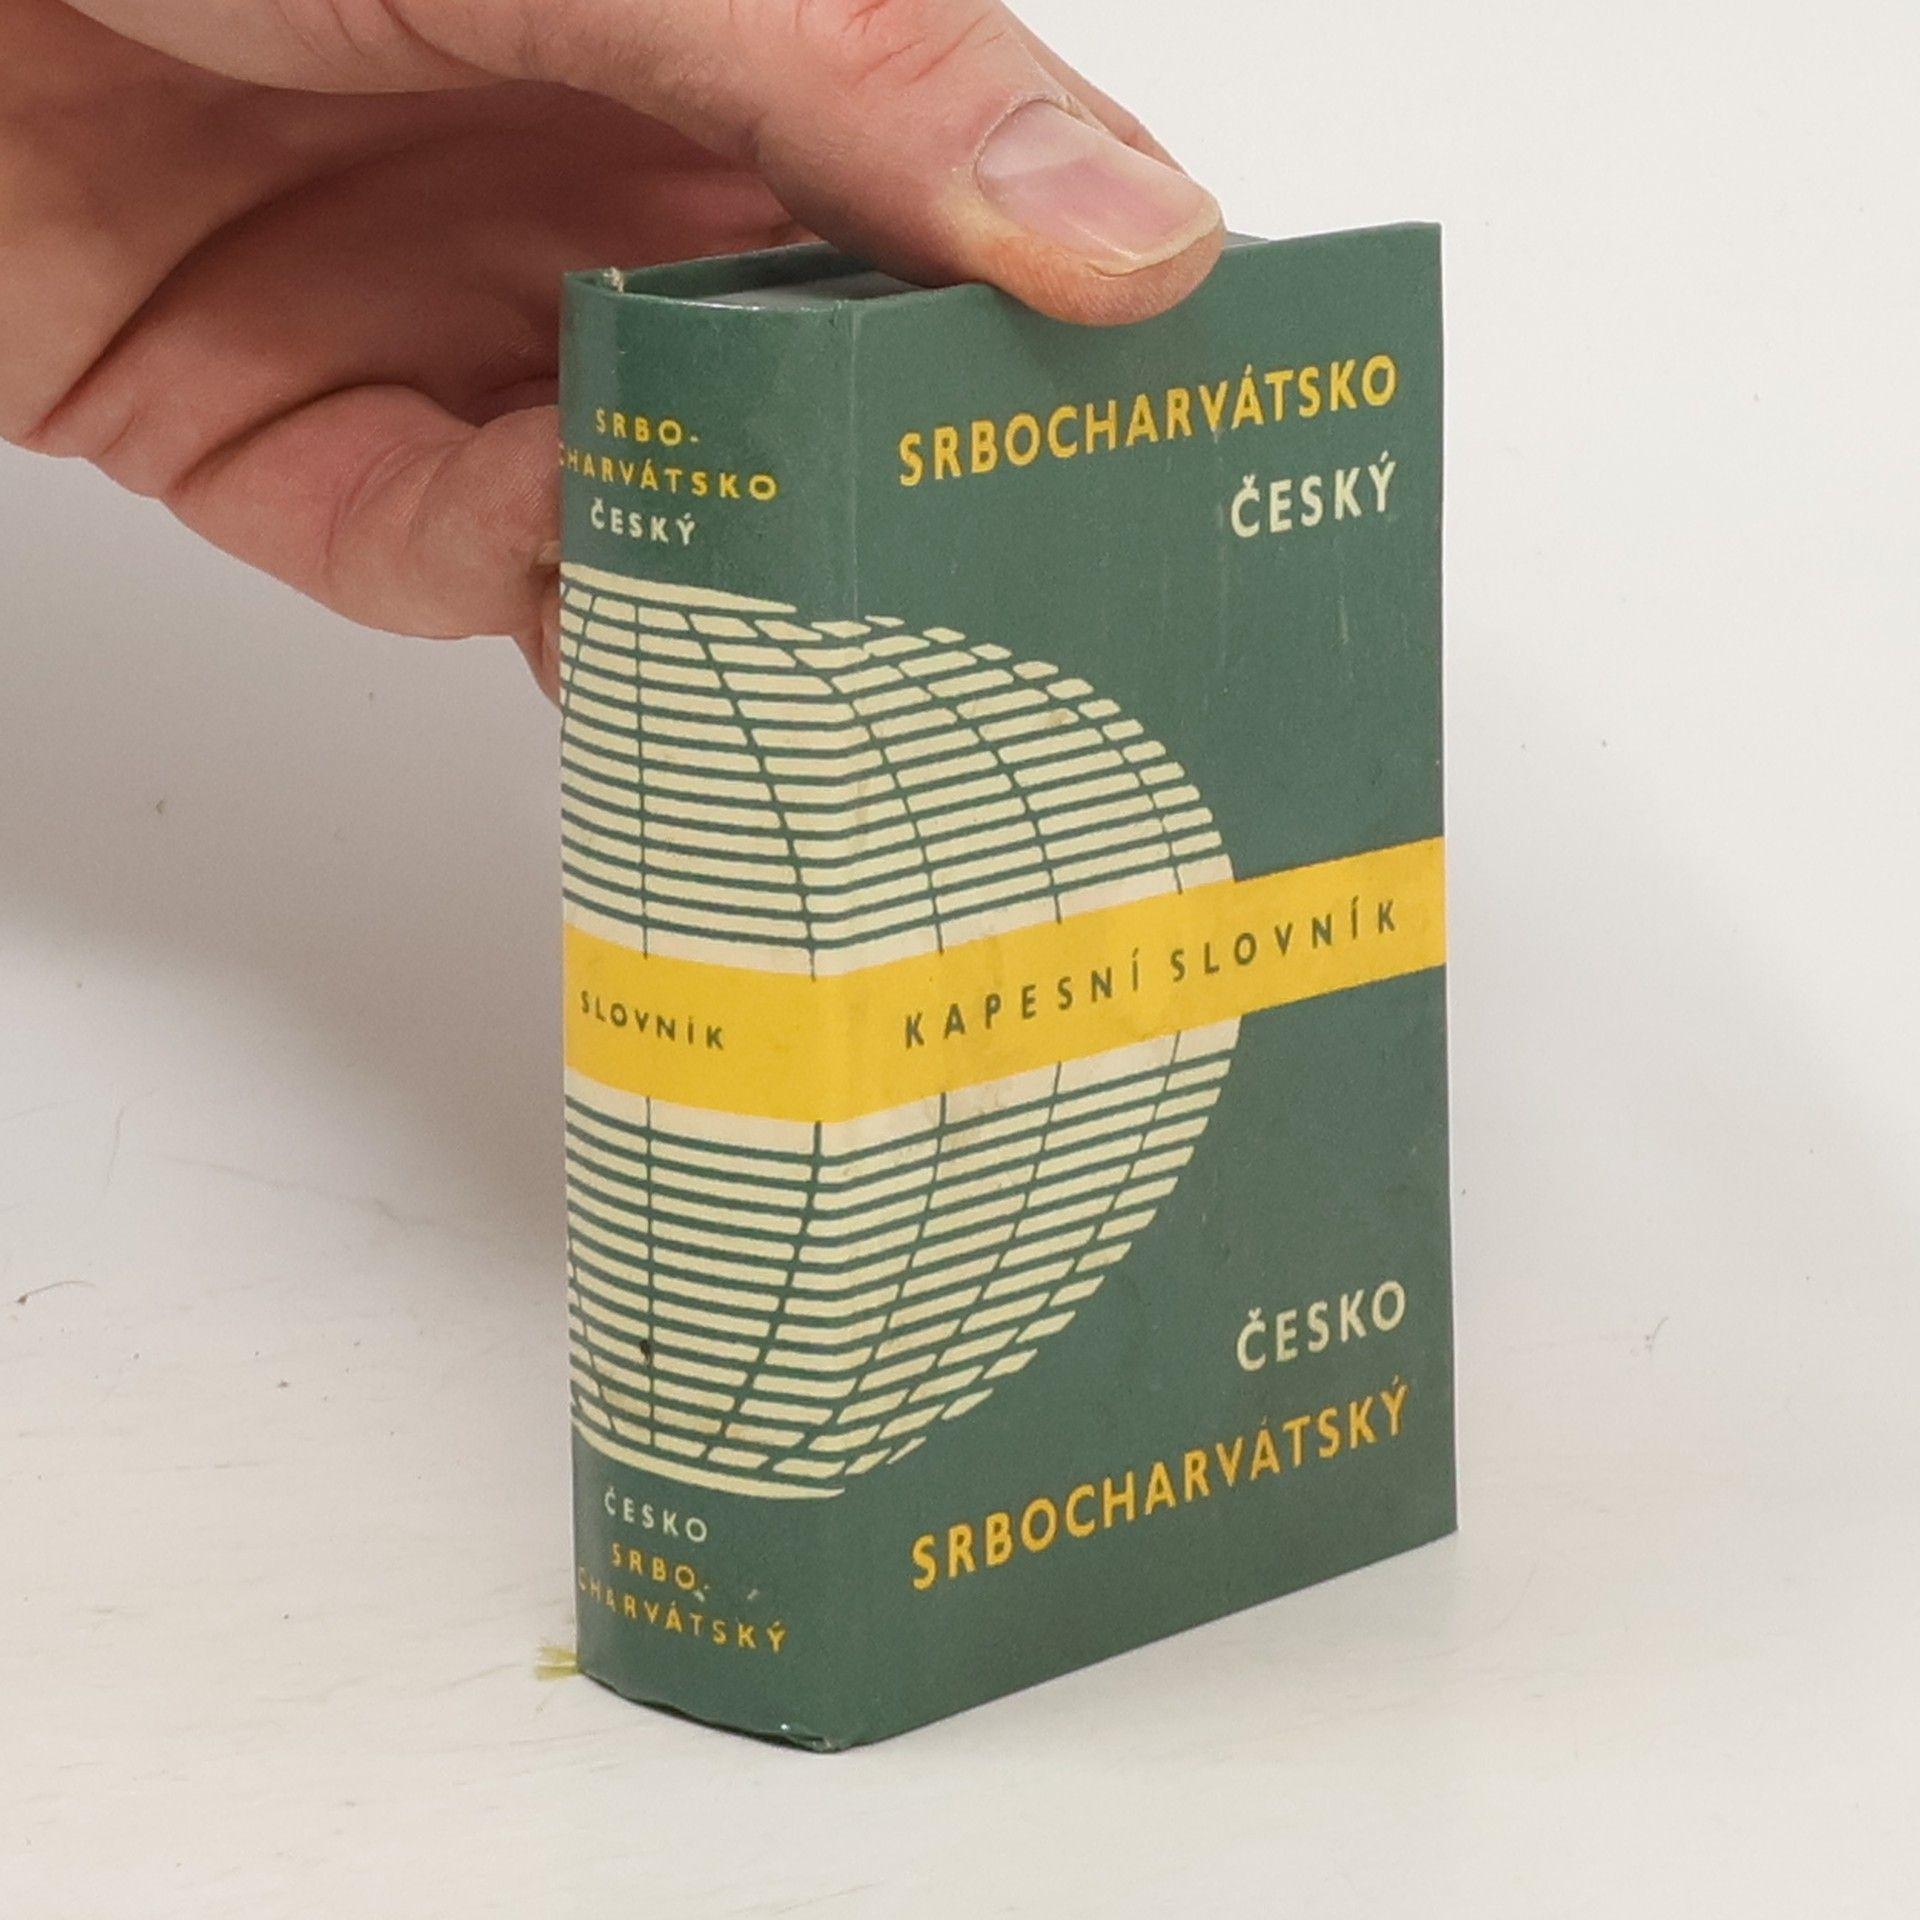 SRBO-
CHARVÁTSKO
ČESKÝ
SLOVNÍK
ČESKO
SRBO-
CHARVÁTSKÝ
SRBOCHARVÁTSKO
ČESKÝ
KAPESNÍ SLOVNÍK
ČESKO
SRBOCHARVÁTSKÝ